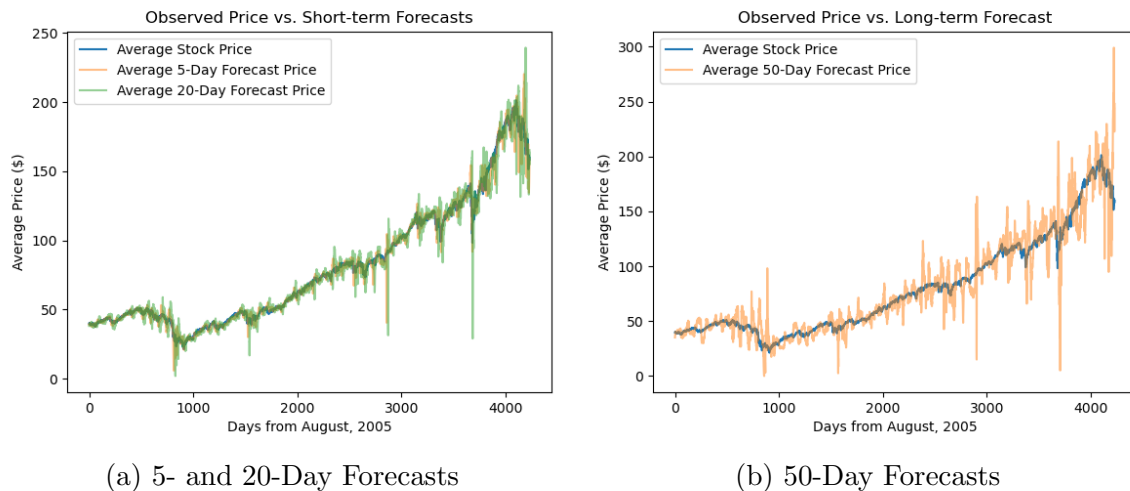 Observed Price vs. Short-term Forecasts
250
200
150
100
50
0
Average Price ($)
Average Stock Price
Average 5-Day Forecast Price
Average 20-Day Forecast Price
0 1000 2000 3000 4000
Days from August, 2005
(a) 5- and 20-Day Forecasts
Observed Price vs. Long-term Forecast
300
250
200
150
100
50
0
Average Price ($)
Average Stock Price
Average 50-Day Forecast Price
0 1000 2000 3000 4000
Days from August, 2005
(b) 50-Day Forecasts